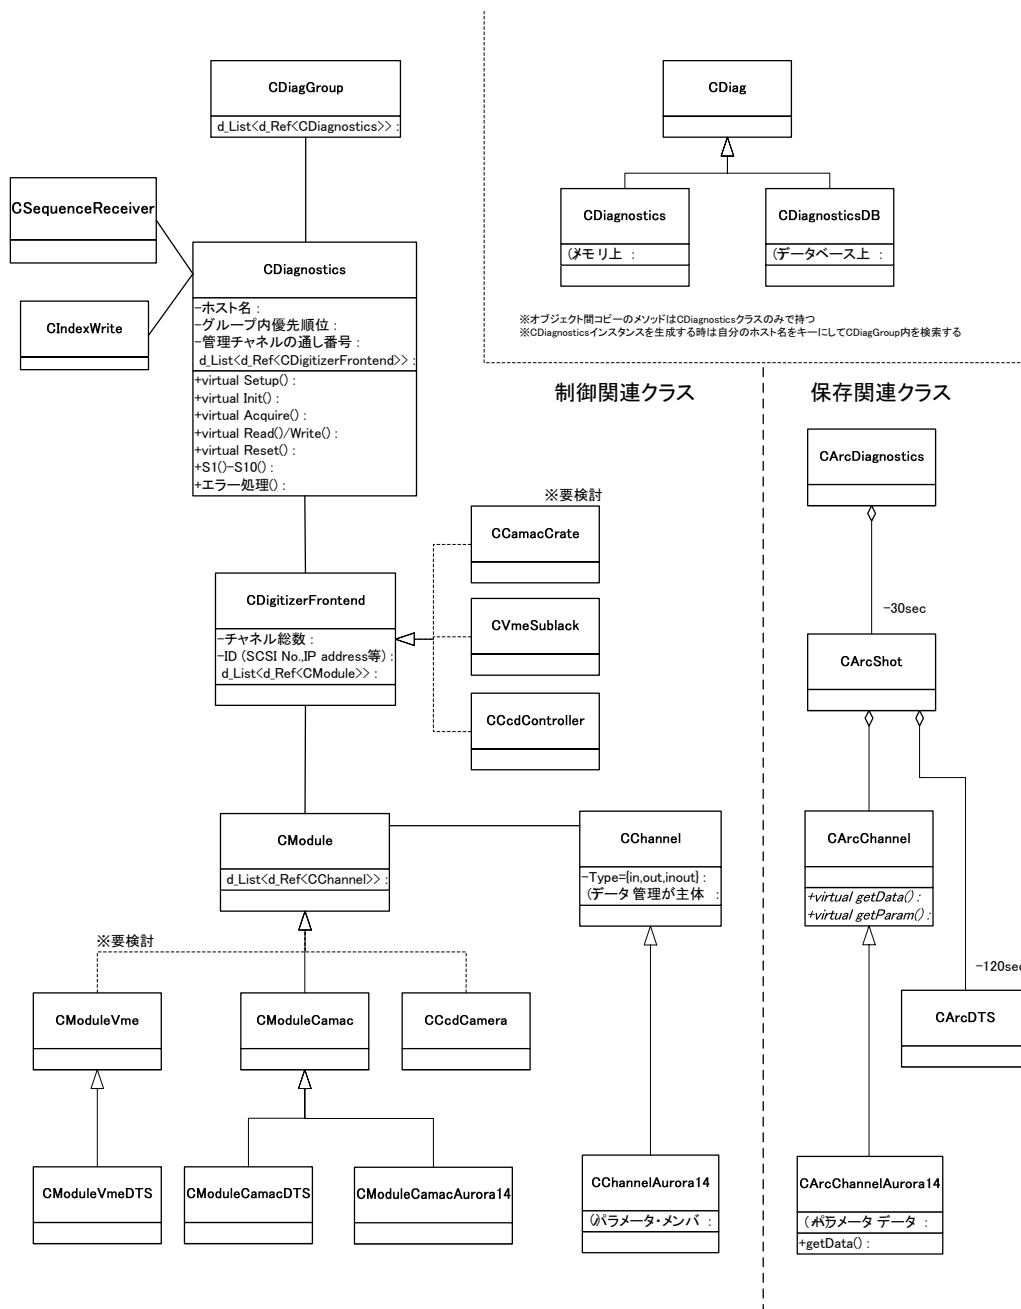 CDiagGroup
d_List<d_Ref<CDiagnostics>> :
CSequenceReceiver
CIndexWrite
CDiagnostics
-ホスト名 :
-グループ内優先順位 :
-管理チャネルの通し番号 :
d_List<d_Ref<CDigitizerFrontend>> :
+virtual Setup() :
+virtual Init() :
+virtual Acquire() :
+virtual Read()/Write() :
+virtual Reset() :
+S1()-S10() :
+エラー処理() :
CDiag
CDiagnostics
(メモリ上 :
CDiagnosticsDB
(データベース上 :
※オブジェクト間コピーのメソッドはCDiagnosticsクラスのみで持つ
※CDiagnosticsインスタンスを生成する時は自分のホスト名をキーにしてCDiagGroup内を検索する
制御関連クラス
保存関連クラス
※要検討
CCamacCrate
CVmeSublack
CCcdController
CDigitizerFrontend
-チャネル総数 :
-ID (SCSI No.,IP address等) :
d_List<d_Ref<CModule>> :
CModule
d_List<d_Ref<CChannel>> :
CChannel
-Type={in,out,inout} :
(データ管理が主体 :
※要検討
CModuleVme
CModuleCamac
CCcdCamera
CModuleVmeDTS
CModuleCamacDTS
CModuleCamacAurora14
CChannelAurora14
パラメータ・メンバ :
CArcDiagnostics
-30sec
CArcShot
CArcChannel
+virtual getData() :
+virtual getParam() :
-120sec
CArcDTS
CArcChannelAurora14
パラメータ データ :
+getData() :